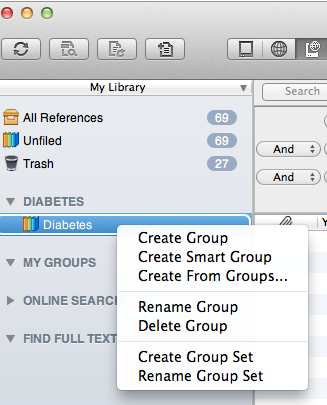 Search
My Library
All References 69
Unfiled 69
Trash 27
And
And
DIABETES
Diabetes
MY GROUPS
ONLINE SEARC
FIND FULL TEXT
Create Group
Create Smart Group
Create From Groups...
Rename Group
Delete Group
Create Group Set
Rename Group Set